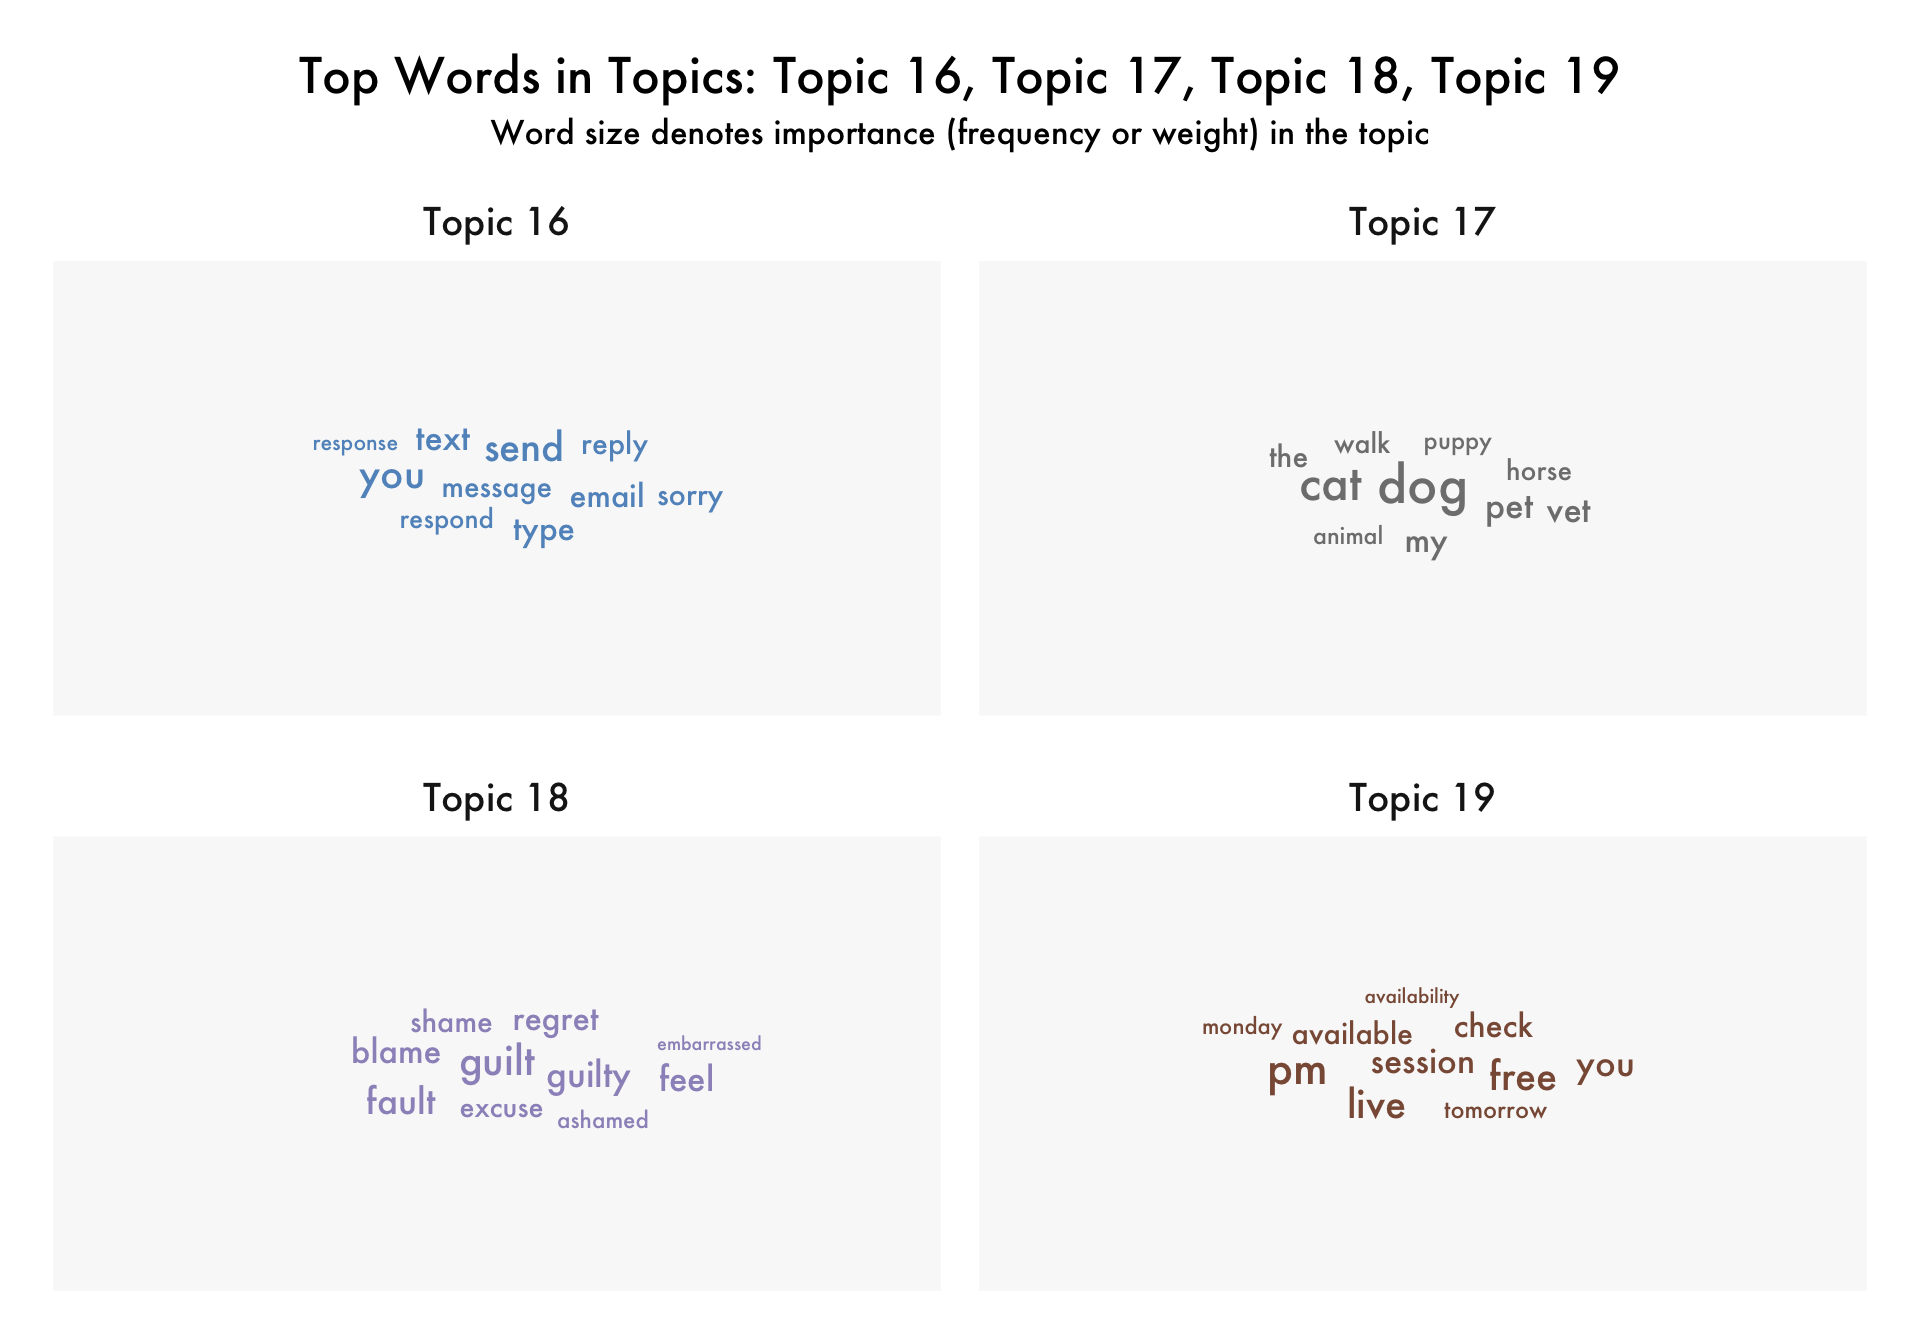 Top Words in Topics: Topic 16, Topic 17, Topic 18, Topic 19
Word size denotes importance (frequency or weight) in the topic
Topic 16
response text send reply
you message email sorry
respond type
Topic 17
the walk puppy
cat dog horse
pet vet
animal my
Topic 18
shame regret
blame guilt guilty embarrassed
fault feel
excuse ashamed
Topic 19
availability
monday available check
pm session free you
live tomorrow